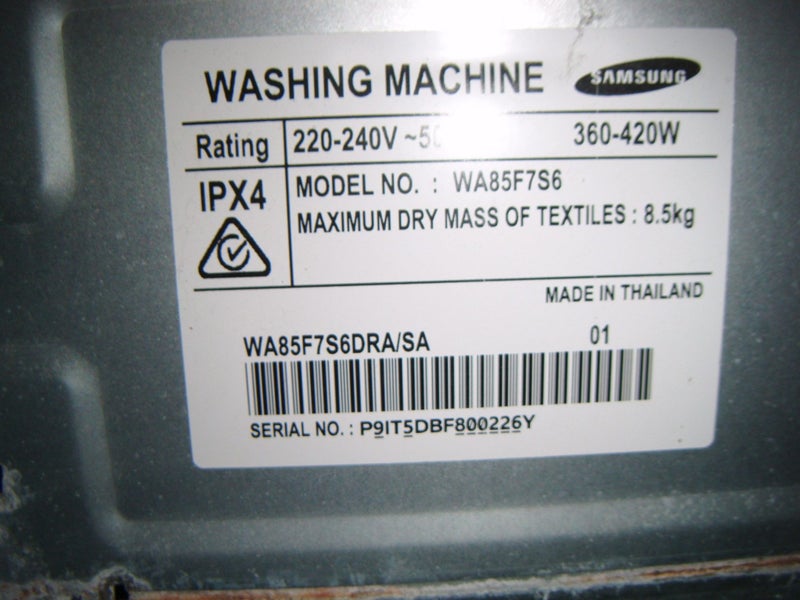 WASHING MACHINE SAMSUNG
Rating 220-240V ~5 360-420W
IPX4 MODEL NO. : WA85F7S6
MAXIMUM DRY MASS OF TEXTILES : 8.5kg
MADE IN THAILAND
WA85F7S6DRA/SA 01
SERIAL NO. : P9IT5DBF800226Y